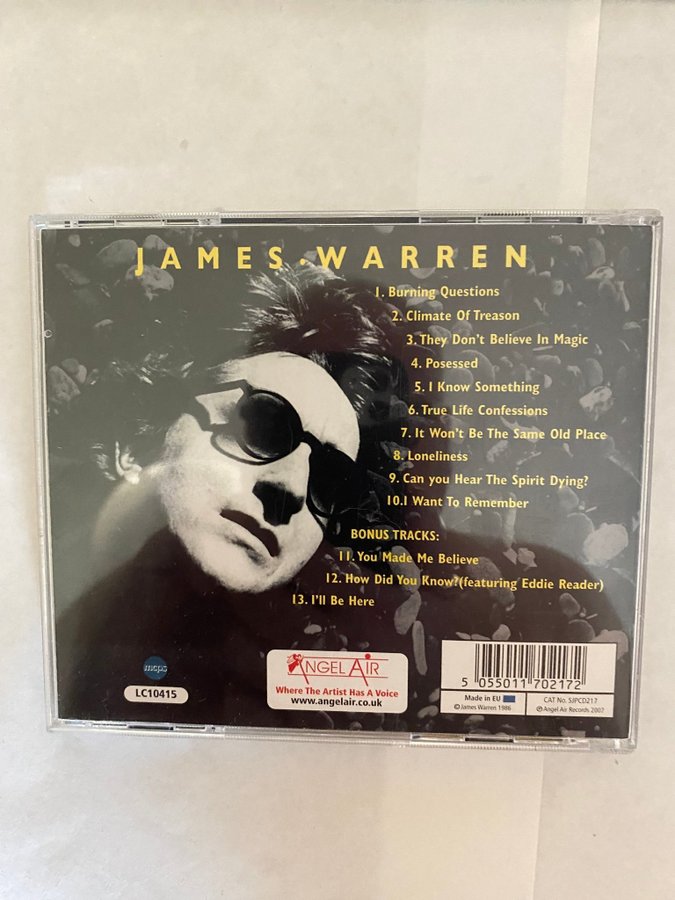 JAMES·WARREN
1. Burning Questions
2. Climate Of Treason
3. They Don't Believe In Magic
4. Posessed
5. I Know Something
6. True Life Confessions
7. It Won't Be The Same Old Place
8. Loneliness
9. Can you Hear The Spirit Dying?
10.I Want To Remember
BONUS TRACKS:
11. You Made Me Believe
12. How Did You Know?(featuring Eddie Reader)
13. I'll Be Here
mcps
LC10415
ANGEL AIR
Where The Artist Has A Voice
www.angelair.co.uk
5 055011 702172
Made in EU
© James Warren 1986
CAT No. SJPCD217
℗ Angel Air Records 2007